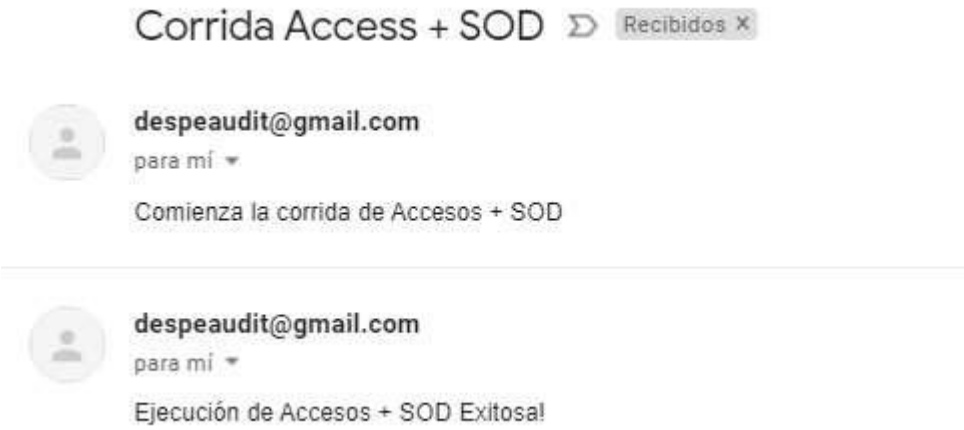 Corrida Access + SOD Recibidos ×
despeaudit@gmail.com
para mí
Comienza la corrida de Accesos + SOD
despeaudit@gmail.com
para mí
Ejecución de Accesos + SOD Exitosa!